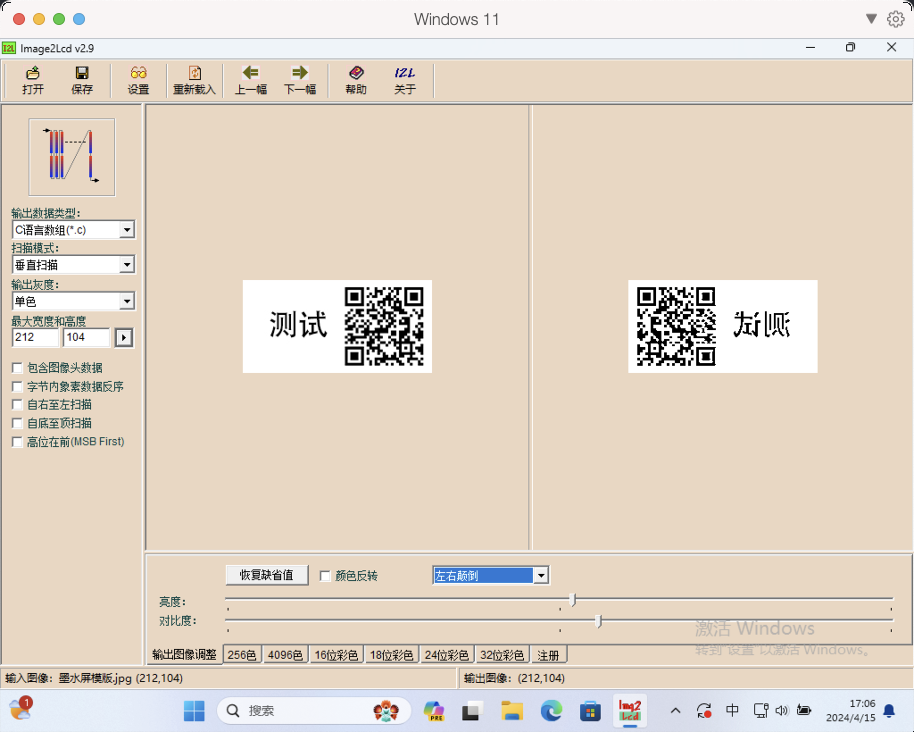 Windows 11
Image2Lcd v2.9
打开 保存 设置 重新载入 上一幅 下一幅 帮助 关于
输出数据类型:
C语言数组(*.c)
扫描模式:
垂直扫描
输出灰度:
单色
最大宽度和高度
212 104
包含图像头数据
字节内象素数据反序
自右至左扫描
自底至顶扫描
高位在前(MSB First)
测试
测试
恢复缺省值 颜色反转 左右颠倒
亮度:
对比度:
激活 Windows
转到"设置"以激活 Windows。
输出图像调整 256色 4096色 16位彩色 18位彩色 24位彩色 32位彩色 注册
输入图像: 墨水屏模版.jpg (212,104) 输出图像: (212,104)
1 搜索 PRE Img2 Lcd 中 17:06
2024/4/15